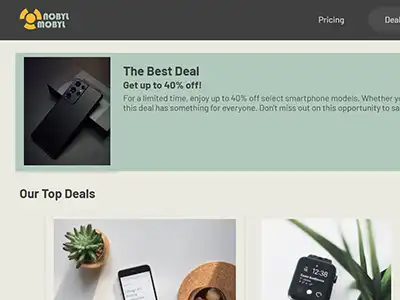 NOBYL
MOBYL
Pricing
Deal
The Best Deal
Get up to 40% off!
For a limited time, enjoy up to 40% off select smartphone models. Whether yo
this deal has something for everyone. Don't miss out on this opportunity to sa
Our Top Deals